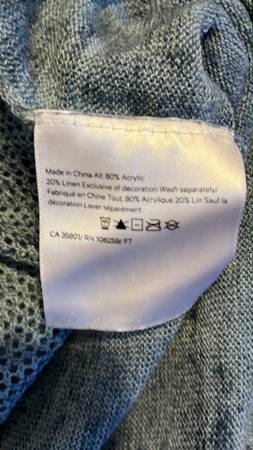 Made in China All: 80% Acrylic
20% Linen Exclusive of decoration Wash separately/
Fabriqué en Chine Tout: 80% Acrylique 20% Lin Sauf la
décoration Laver séparément
CA 35801/ RN 106259/ F7